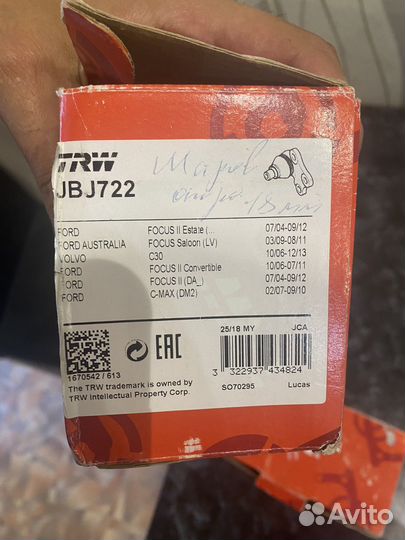 TRW
JBJ722
Шаров
опора 18 mm
FORD FOCUS II Estate (... 07/04-09/12
FORD AUSTRALIA FOCUS Saloon (LV) 03/09-08/11
VOLVO C30 10/06-12/13
FORD FOCUS II Convertible 10/06-07/11
FORD FOCUS II (DA_) 07/04-09/12
FORD C-MAX (DM2) 02/07-09/10
25/18 MY JCA
EAC
3 322937 434824
1670542 / 613
SO70295 Lucas
The TRW trademark is owned by
TRW Intellectual Property Corp.
Avito